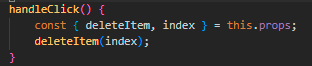 handleClick() {
    const { deleteItem, index } = this.props;
    deleteItem(index);
}